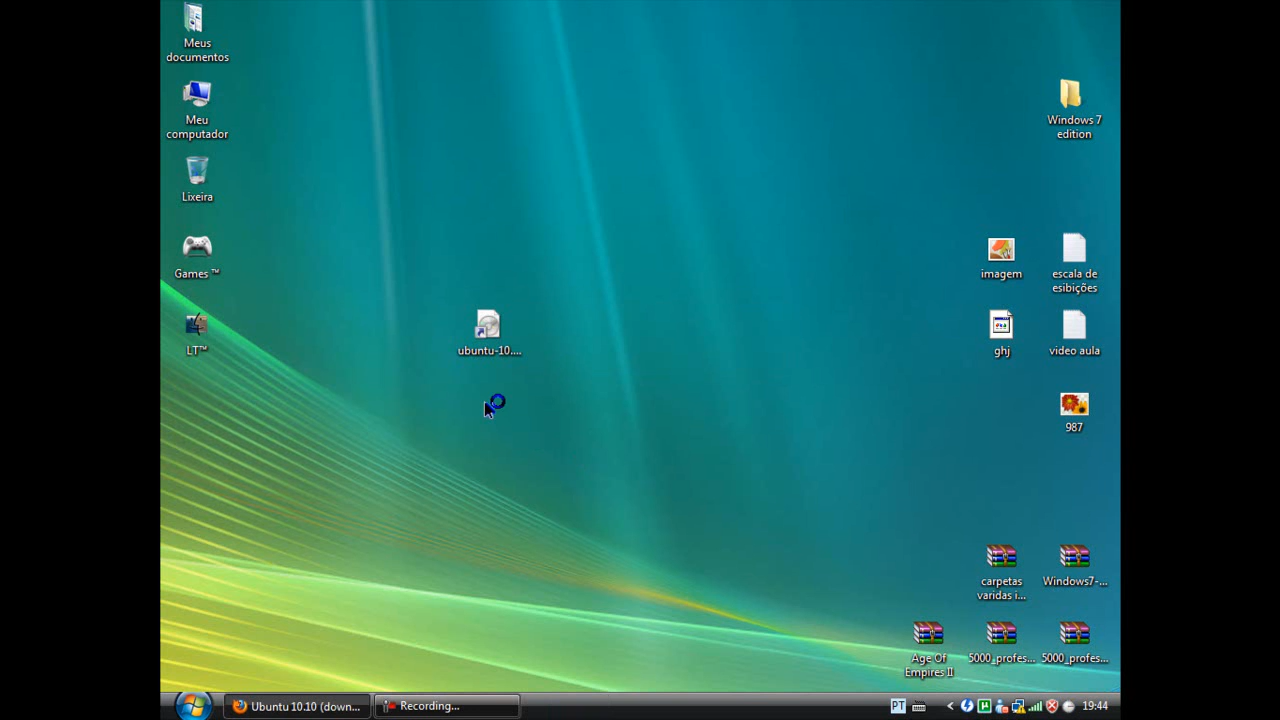 Meus
documentos
Meu
computador
Lixeira
Games ™
LT™
ubuntu-10....
Windows 7
edition
imagem
escala de
esibições
ghj
video aula
987
carpetas
varidas i...
Windows7-...
Age Of
Empires II
5000_profes...
5000_profes...
Ubuntu 10.10 (down...
Recording...
PT
19:44